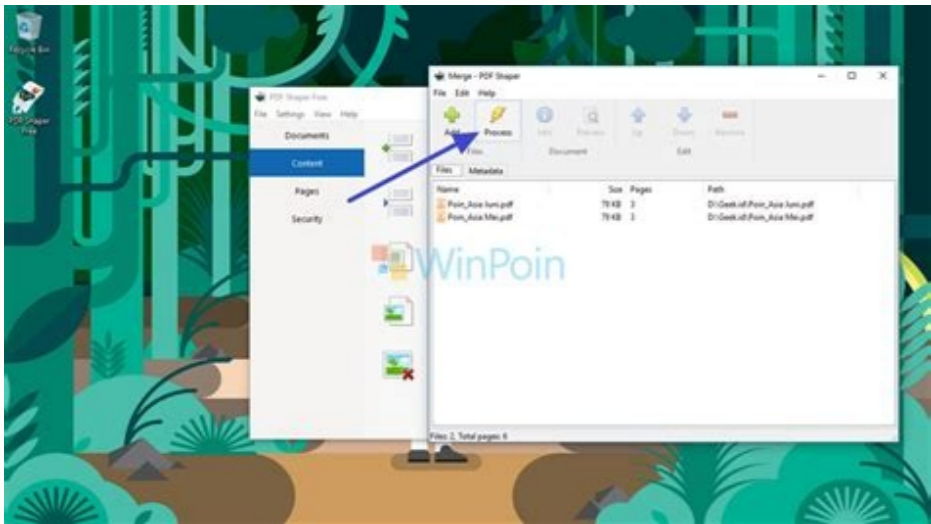 Recycle Bin
PDF Shaper
Free
PDF Shaper Free
File Settings View Help
Documents
Content
Pages
Security
Merge - PDF Shaper
File Edit Help
Add Process Info Preview Up Down Remove
Files Document Edit
Files Metadata
Name Size Pages Path
Poin_Asia Juni.pdf 79 KB 3 D:\Geek.id\Poin_Asia Juni.pdf
Poin_Asia Mei.pdf 79 KB 3 D:\Geek.id\Poin_Asia Mei.pdf
WinPoin
Files: 2, Total pages: 6